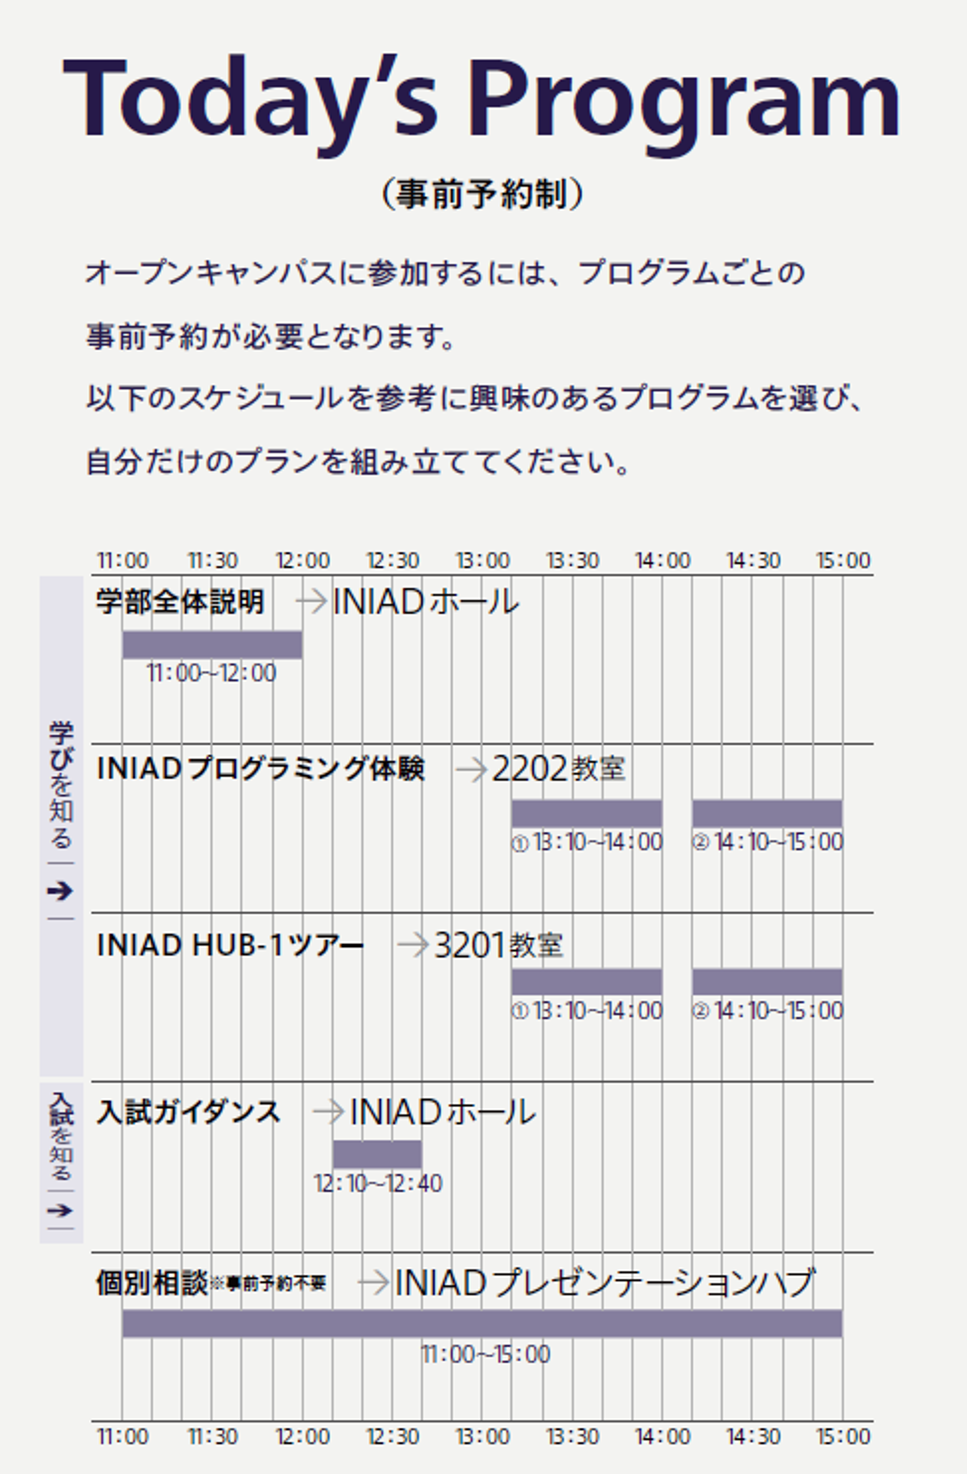 Today's Program
（事前予約制）
オープンキャンパスに参加するには、プログラムごとの
事前予約が必要となります。
以下のスケジュールを参考に興味のあるプログラムを選び、
自分だけのプランを組み立ててください。
11:00 11:30 12:00 12:30 13:00 13:30 14:00 14:30 15:00
学びを知る →
学部全体説明 →INIADホール
11:00~12:00
INIADプログラミング体験 →2202教室
①13:10~14:00 ②14:10~15:00
INIAD HUB-1ツアー →3201教室
①13:10~14:00 ②14:10~15:00
入試を知る →
入試ガイダンス →INIADホール
12:10~12:40
個別相談※事前予約不要 →INIADプレゼンテーションハブ
11:00~15:00
11:00 11:30 12:00 12:30 13:00 13:30 14:00 14:30 15:00